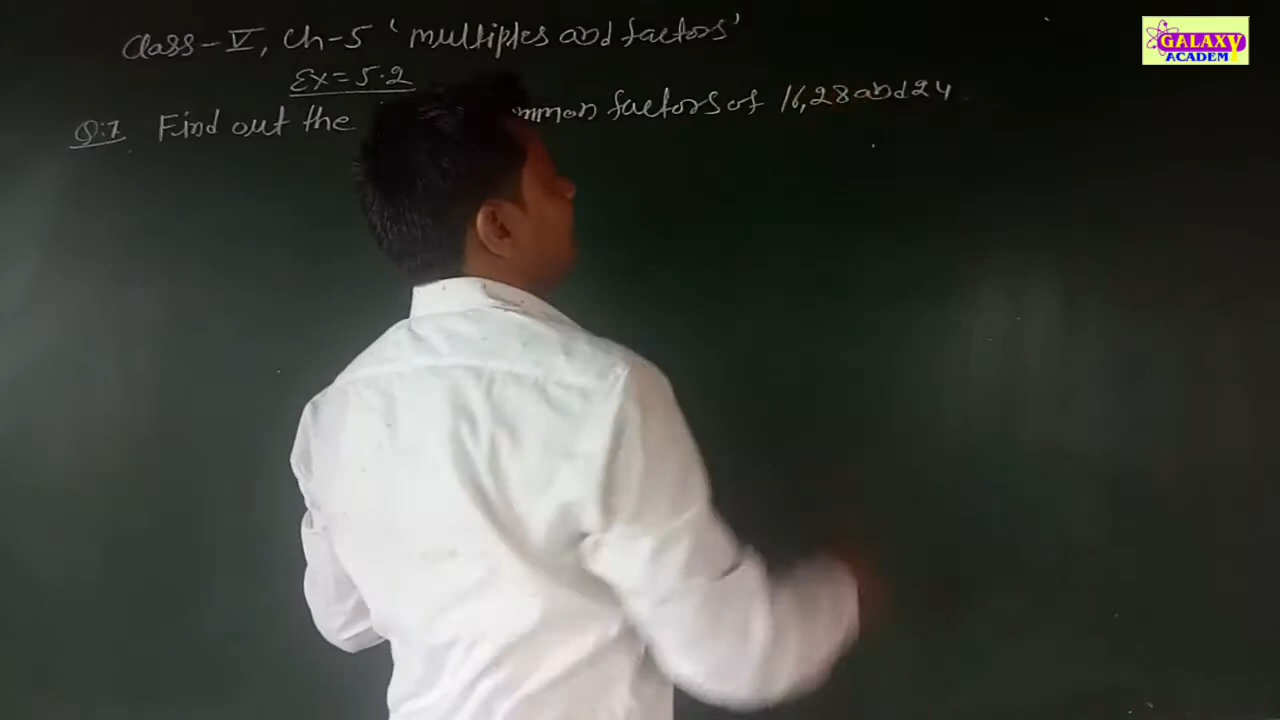 Class-V, Ch-5 'multiples and factors'
Ex=5.2
Q:7 Find out the factors of 16,28 and 24
GALAXY
ACADEM